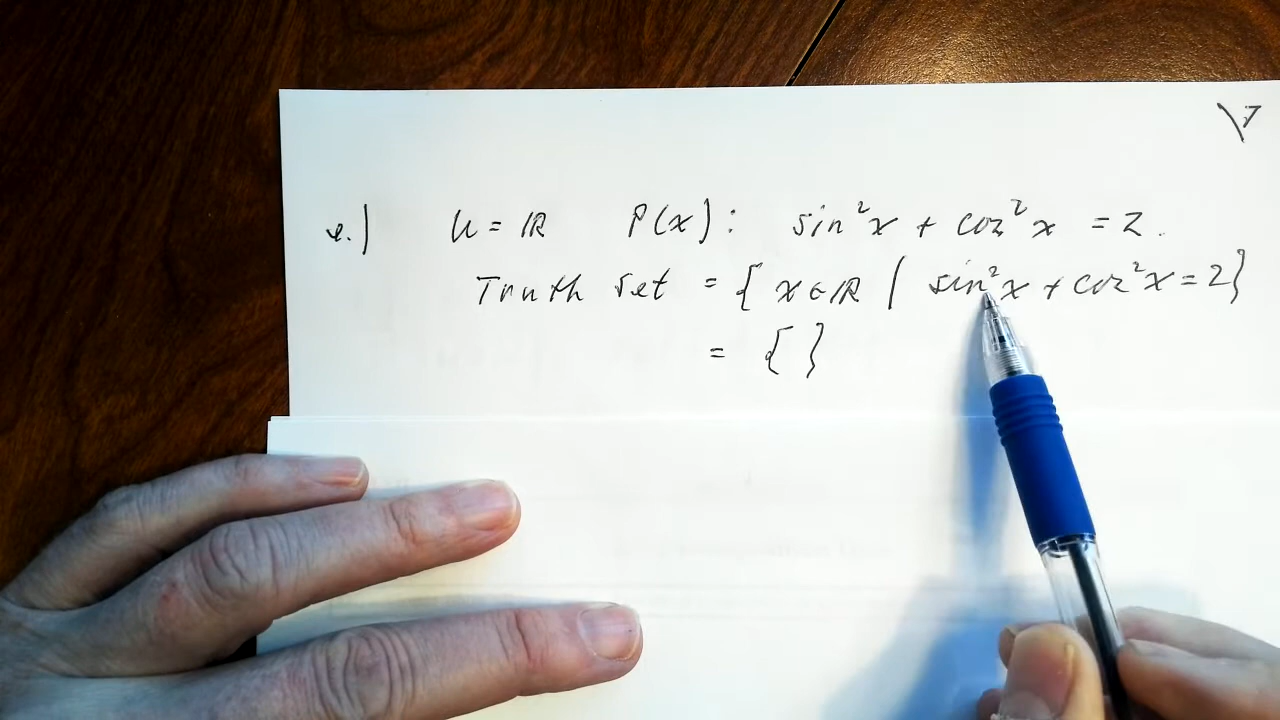 e.) U = ℝ P(x): sin²x + cos²x = 2.
Truth set = { x ∈ ℝ | sin²x + cos²x = 2}
= { }